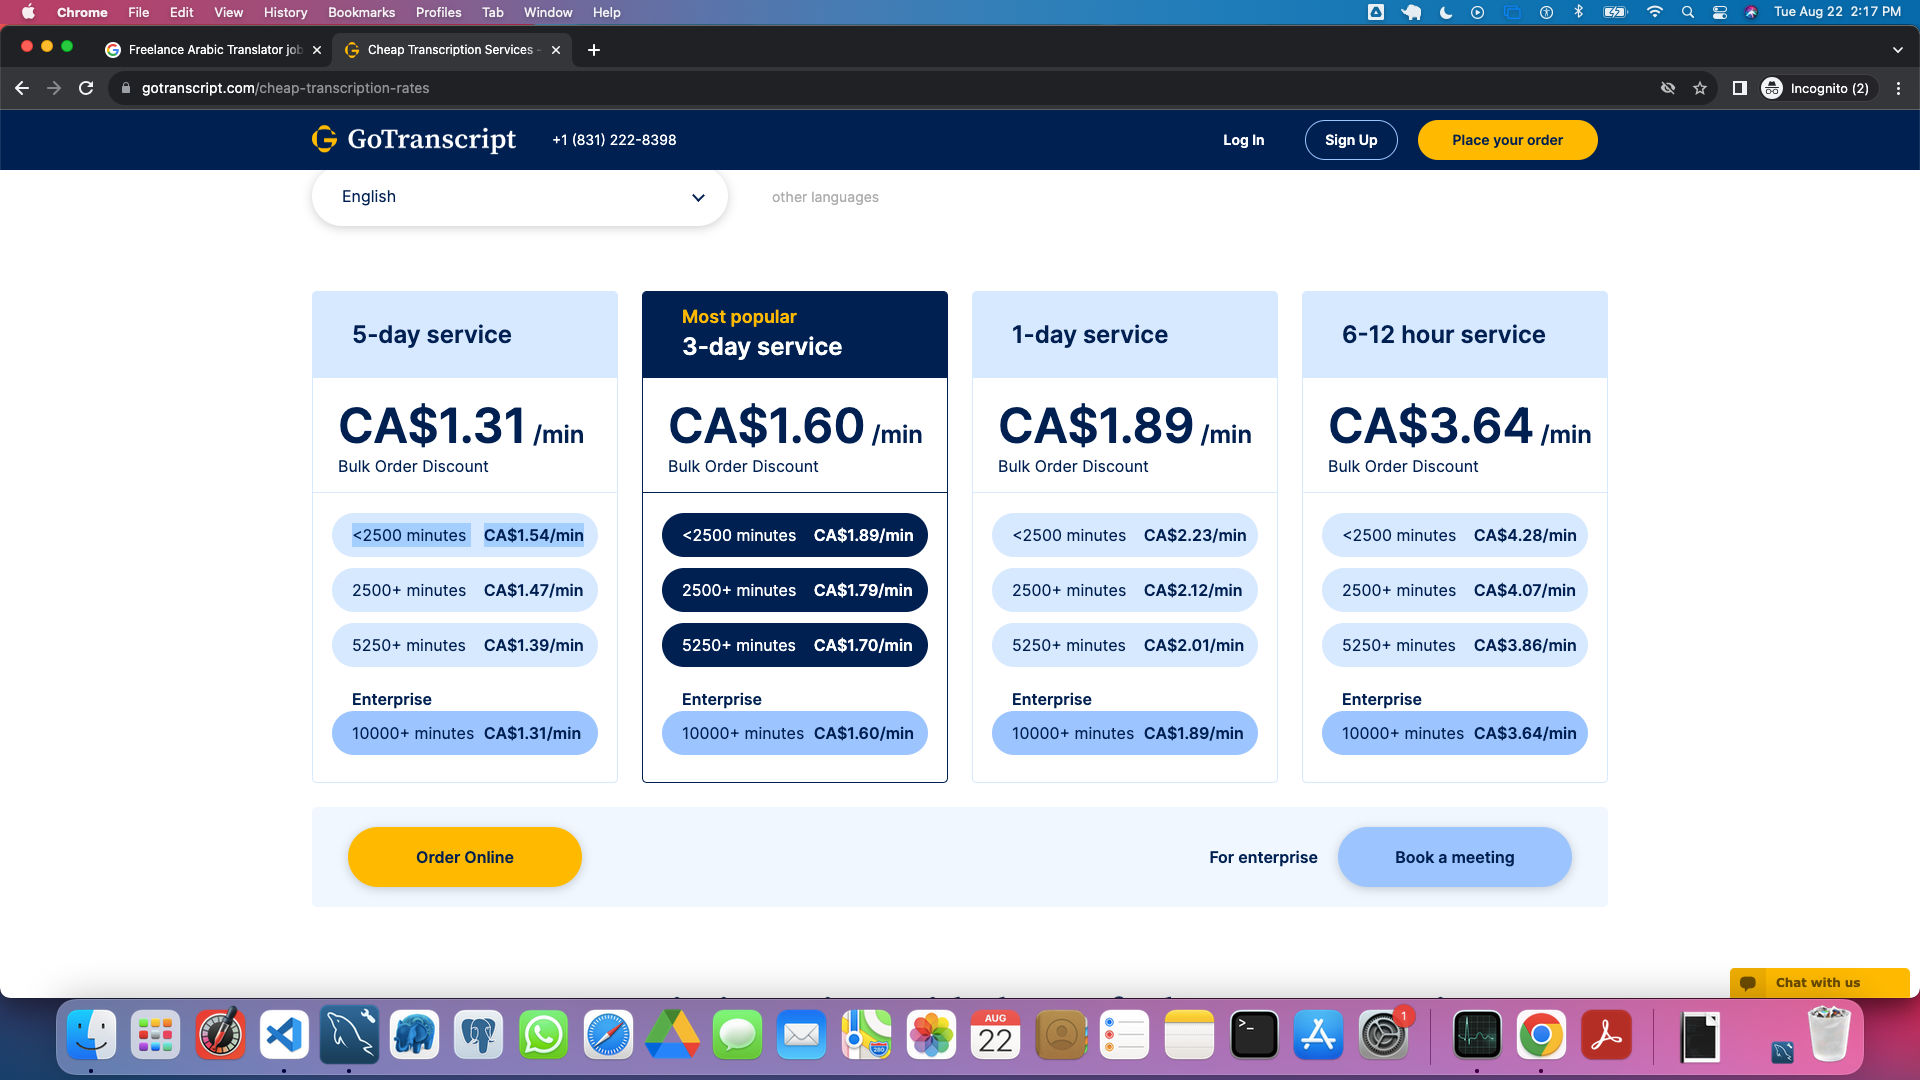 Chrome File Edit View History Bookmarks Profiles Tab Window Help Tue Aug 22 2:17 PM
Freelance Arabic Translator job Cheap Transcription Services -
gotranscript.com/cheap-transcription-rates Incognito (2)
GoTranscript +1 (831) 222-8398 Log In Sign Up Place your order
English other languages
5-day service
Most popular
3-day service
1-day service
6-12 hour service
CA$1.31 /min
Bulk Order Discount
CA$1.60 /min
Bulk Order Discount
CA$1.89 /min
Bulk Order Discount
CA$3.64 /min
Bulk Order Discount
<2500 minutes CA$1.54/min
2500+ minutes CA$1.47/min
5250+ minutes CA$1.39/min
Enterprise
10000+ minutes CA$1.31/min
<2500 minutes CA$1.89/min
2500+ minutes CA$1.79/min
5250+ minutes CA$1.70/min
Enterprise
10000+ minutes CA$1.60/min
<2500 minutes CA$2.23/min
2500+ minutes CA$2.12/min
5250+ minutes CA$2.01/min
Enterprise
10000+ minutes CA$1.89/min
<2500 minutes CA$4.28/min
2500+ minutes CA$4.07/min
5250+ minutes CA$3.86/min
Enterprise
10000+ minutes CA$3.64/min
Order Online For enterprise Book a meeting
Chat with us
AUG
22
280
1